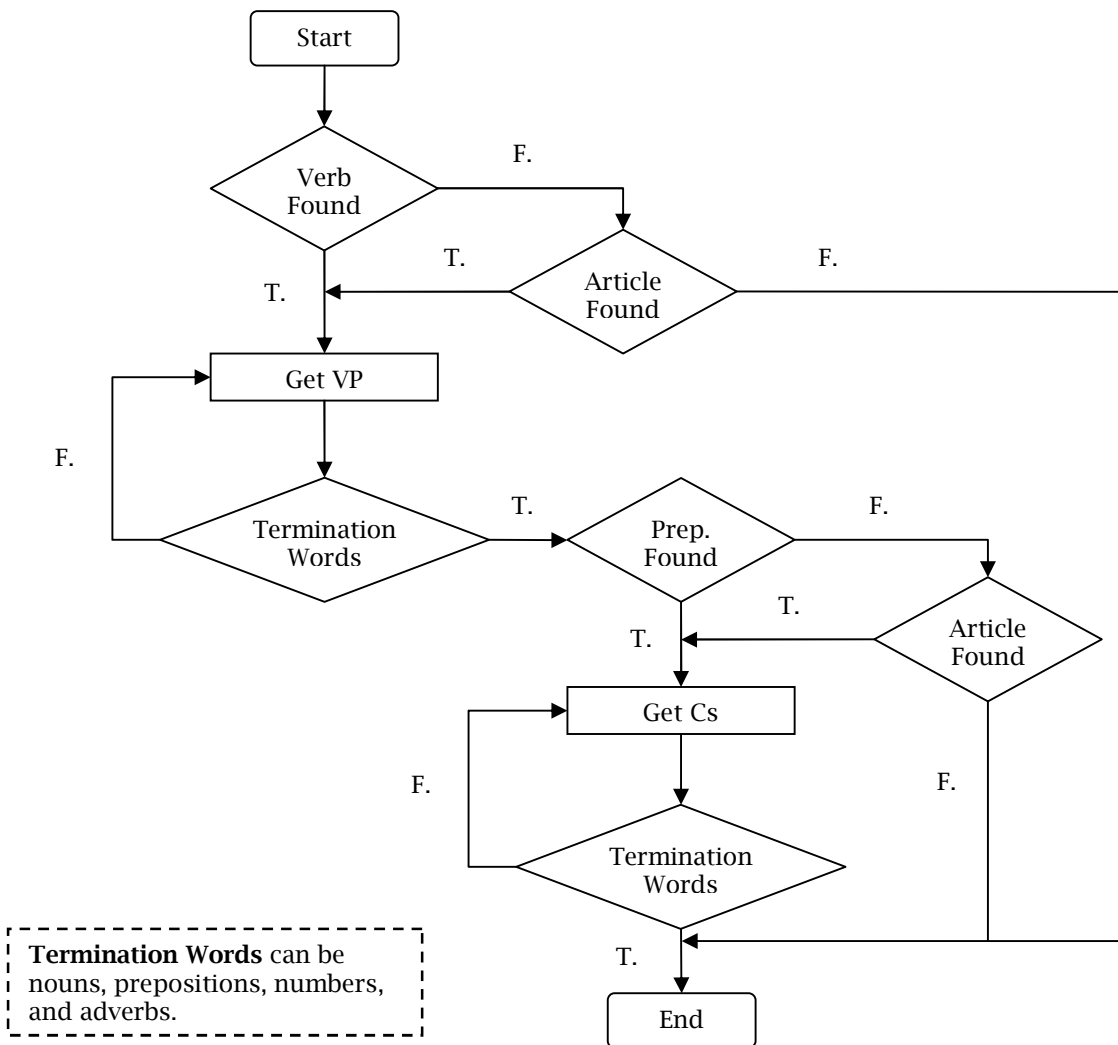 Start
F.
Verb
Found
T.
F.
Article
Found
T.
Get VP
F.
Termination
Words
T.
Prep.
Found
F.
T.
Article
Found
T.
Get Cs
F.
F.
Termination
Words
Termination Words can be
nouns, prepositions, numbers,
and adverbs.
T.
End